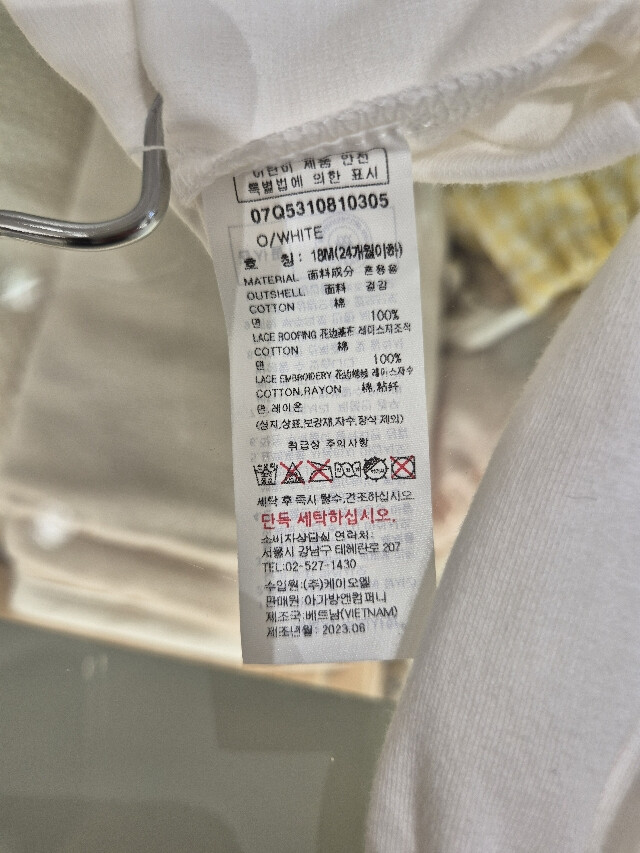 어린이 제품 안전
특별법에 의한 표시
07Q5310810305
O/WHITE
호 칭: 18M(24개월이하)
MATERIAL 面料成分 혼용율
OUTSHELL 面料 겉감
COTTON 棉
면 100%
LACE ROOFING 花边基布 레이스지조직
COTTON 棉
면 100%
LACE EMBROIDERY 花边绣线 레이스자수
COTTON,RAYON 棉,粘纤
면,레이온
(심지,상표,보강재,자수,장식 제외)
취급상 주의사항
세탁 후 즉시 탈수,건조하십시오.
단독 세탁하십시오.
소비자상담실 연락처:
서울시 강남구 테헤란로 207
TEL:02-527-1430
수입원:(주)케이오엘
판매원:아가방앤컴퍼니
제조국:베트남(VIETNAM)
제조년월: 2023.06